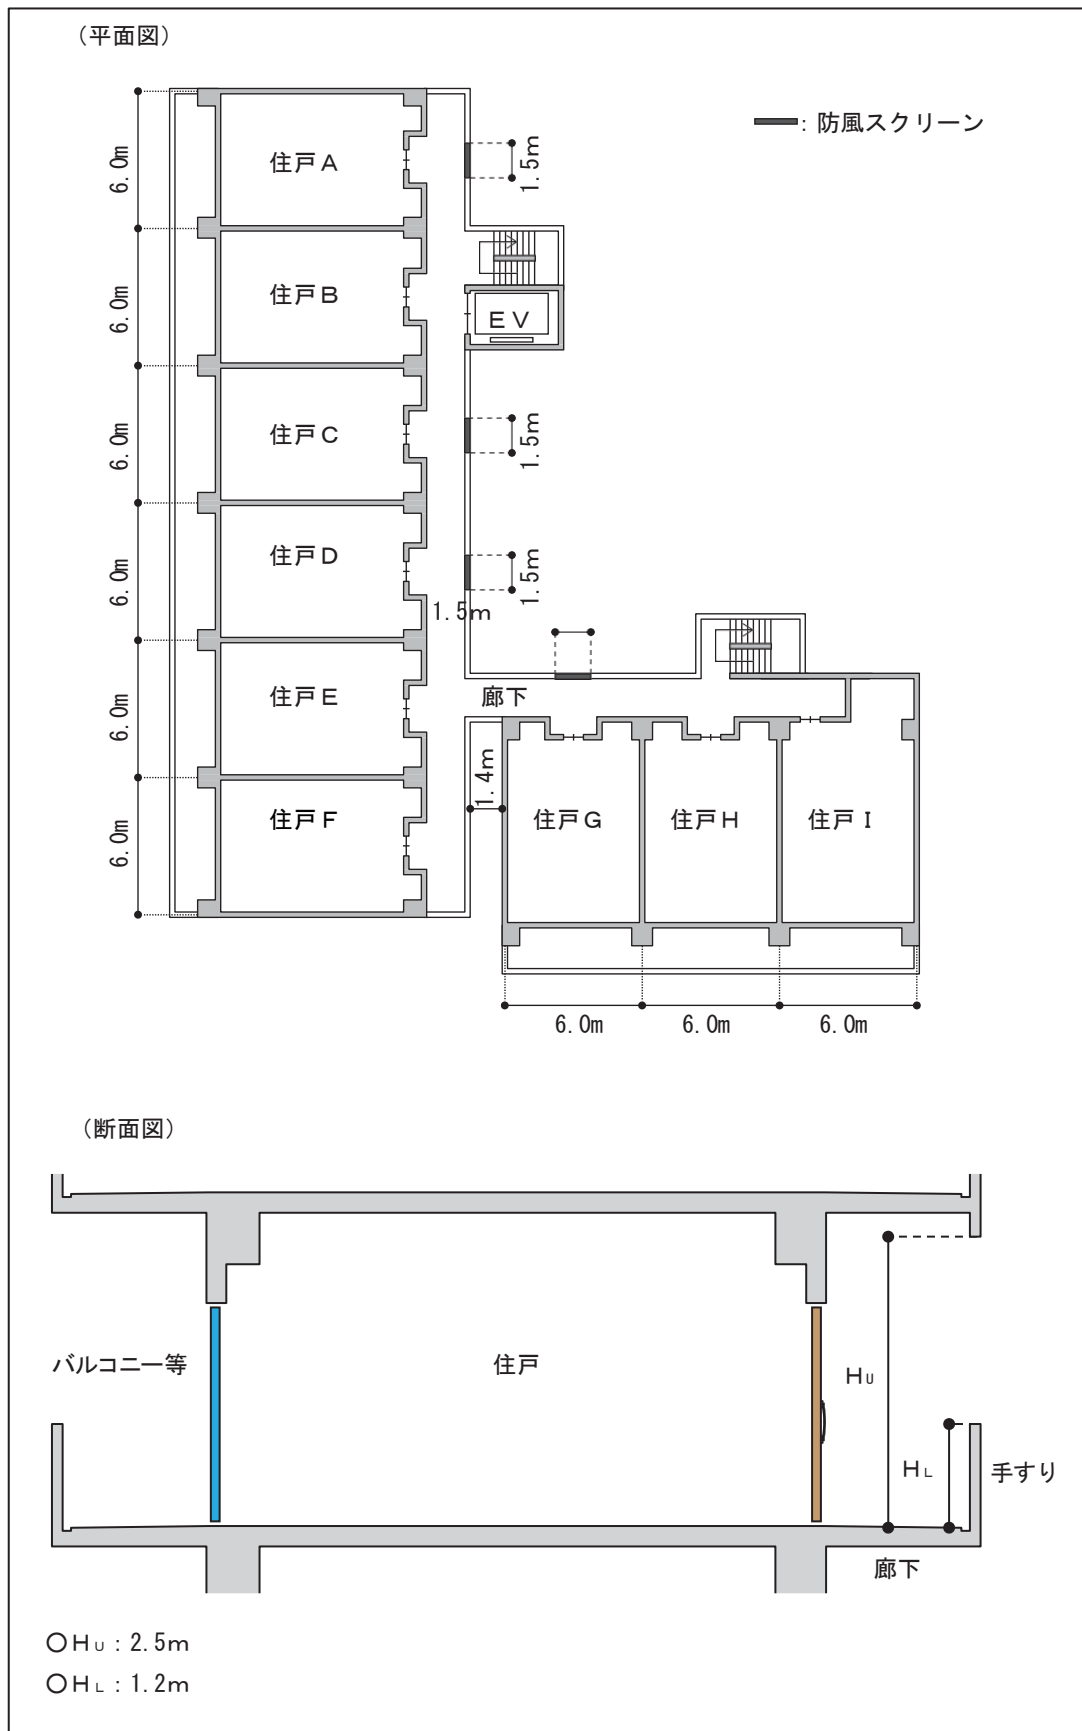 (平面図)
▬: 防風スクリーン
住戸A
住戸B
住戸C
住戸D
住戸E
住戸F
EV
廊下
住戸G
住戸H
住戸I
6.0m
6.0m
6.0m
6.0m
6.0m
6.0m
1.5m
1.5m
1.5m
1.5m
1.4m
6.0m
6.0m
6.0m
(断面図)
バルコニー等
住戸
HU
HL
手すり
廊下
○HU:2.5m
○HL:1.2m